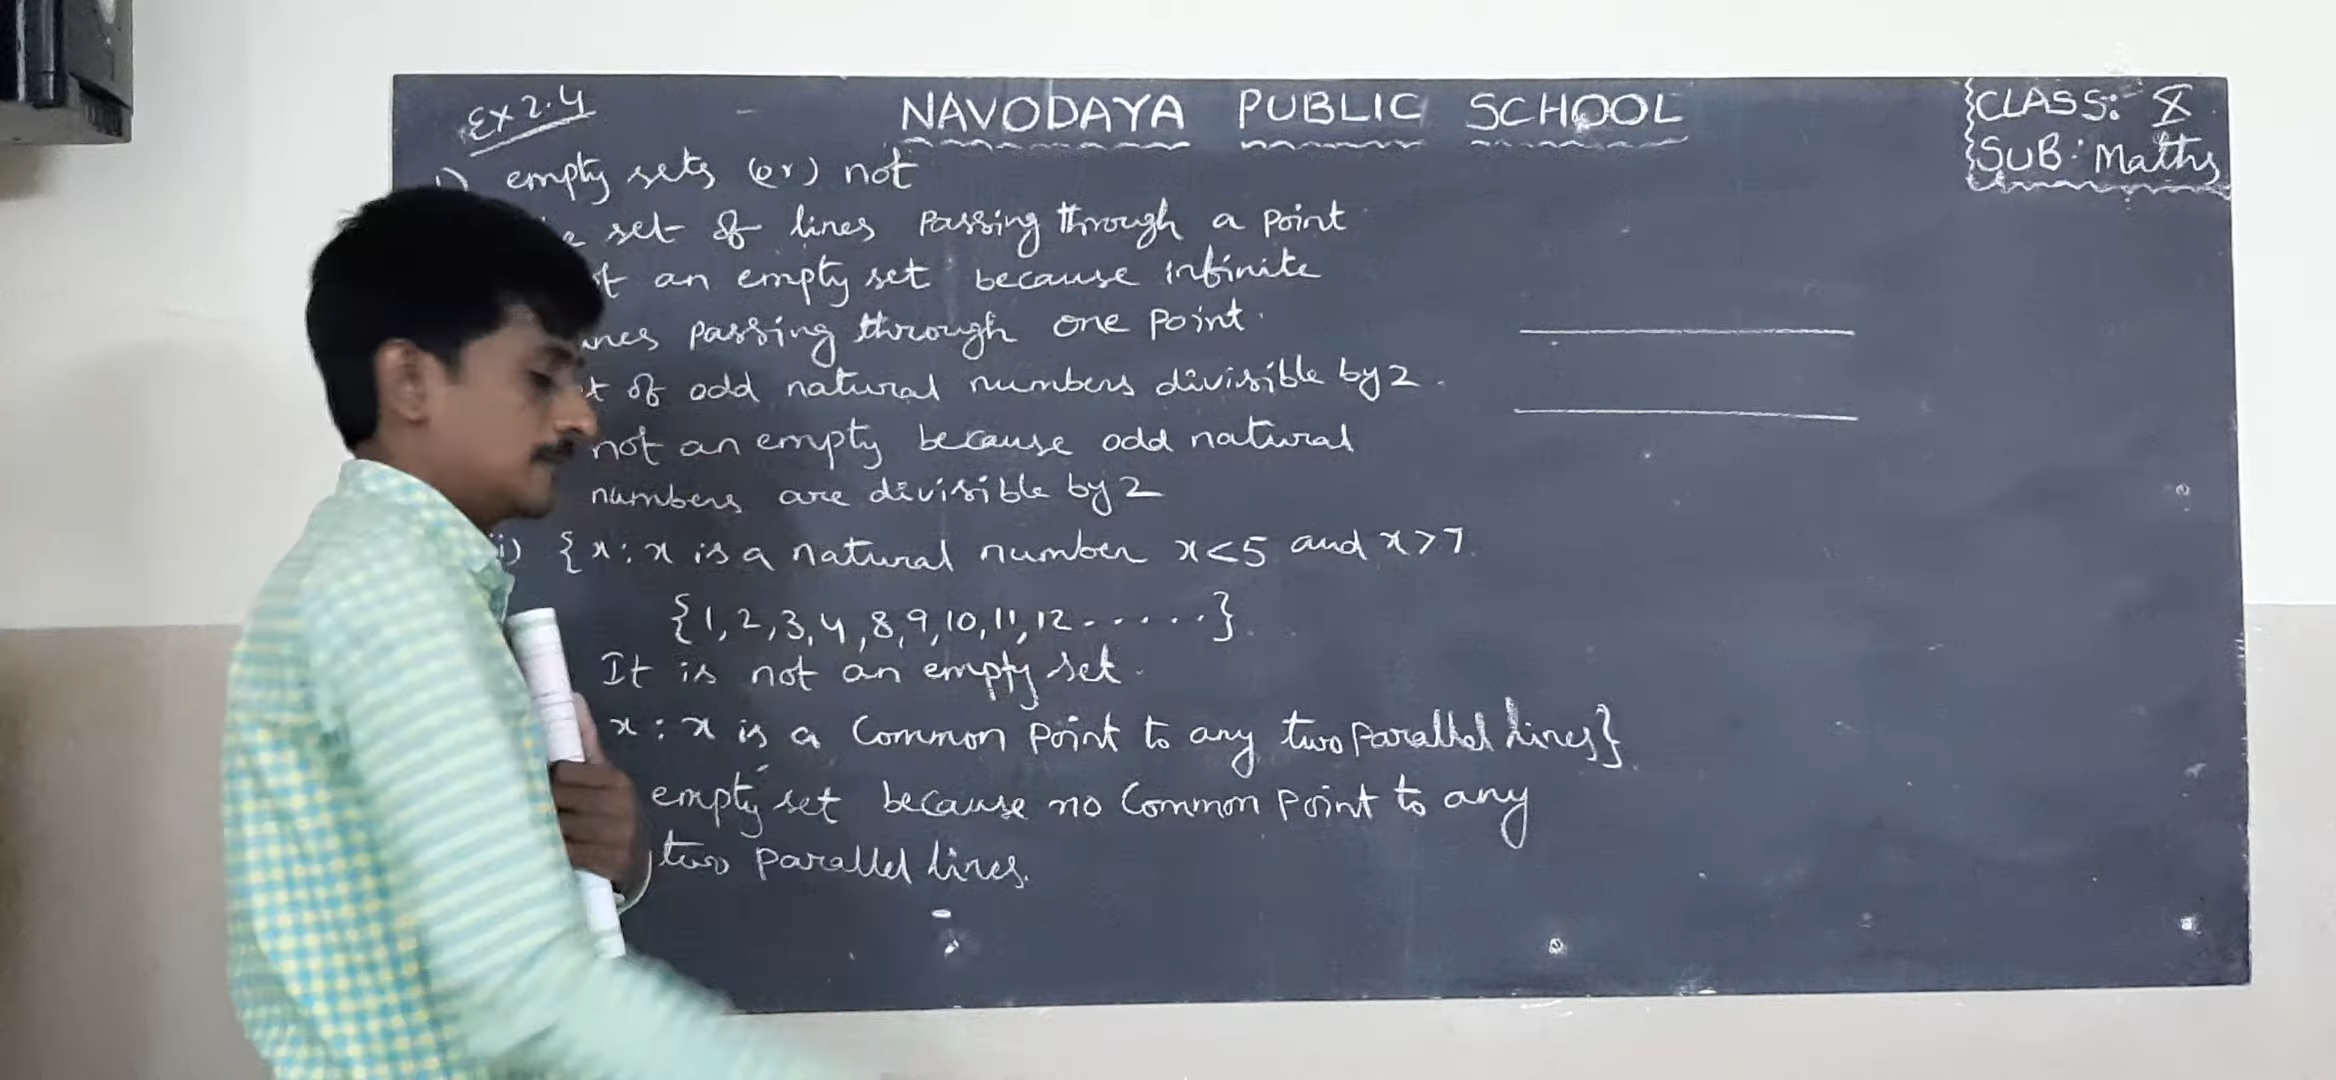 Ex 2.4
NAVODAYA PUBLIC SCHOOL
CLASS: X
SUB: Maths
1) empty sets (or) not
set of lines passing through a point
an empty set because infinite
passing through one point.
of odd natural numbers divisible by 2.
not an empty because odd natural
numbers are divisible by 2
{x : x is a natural number x<5 and x>7
{1,2,3,4,8,9,10,11,12......}
It is not an empty set.
x : x is a common point to any two parallel lines}
empty set because no common point to any
two parallel lines.